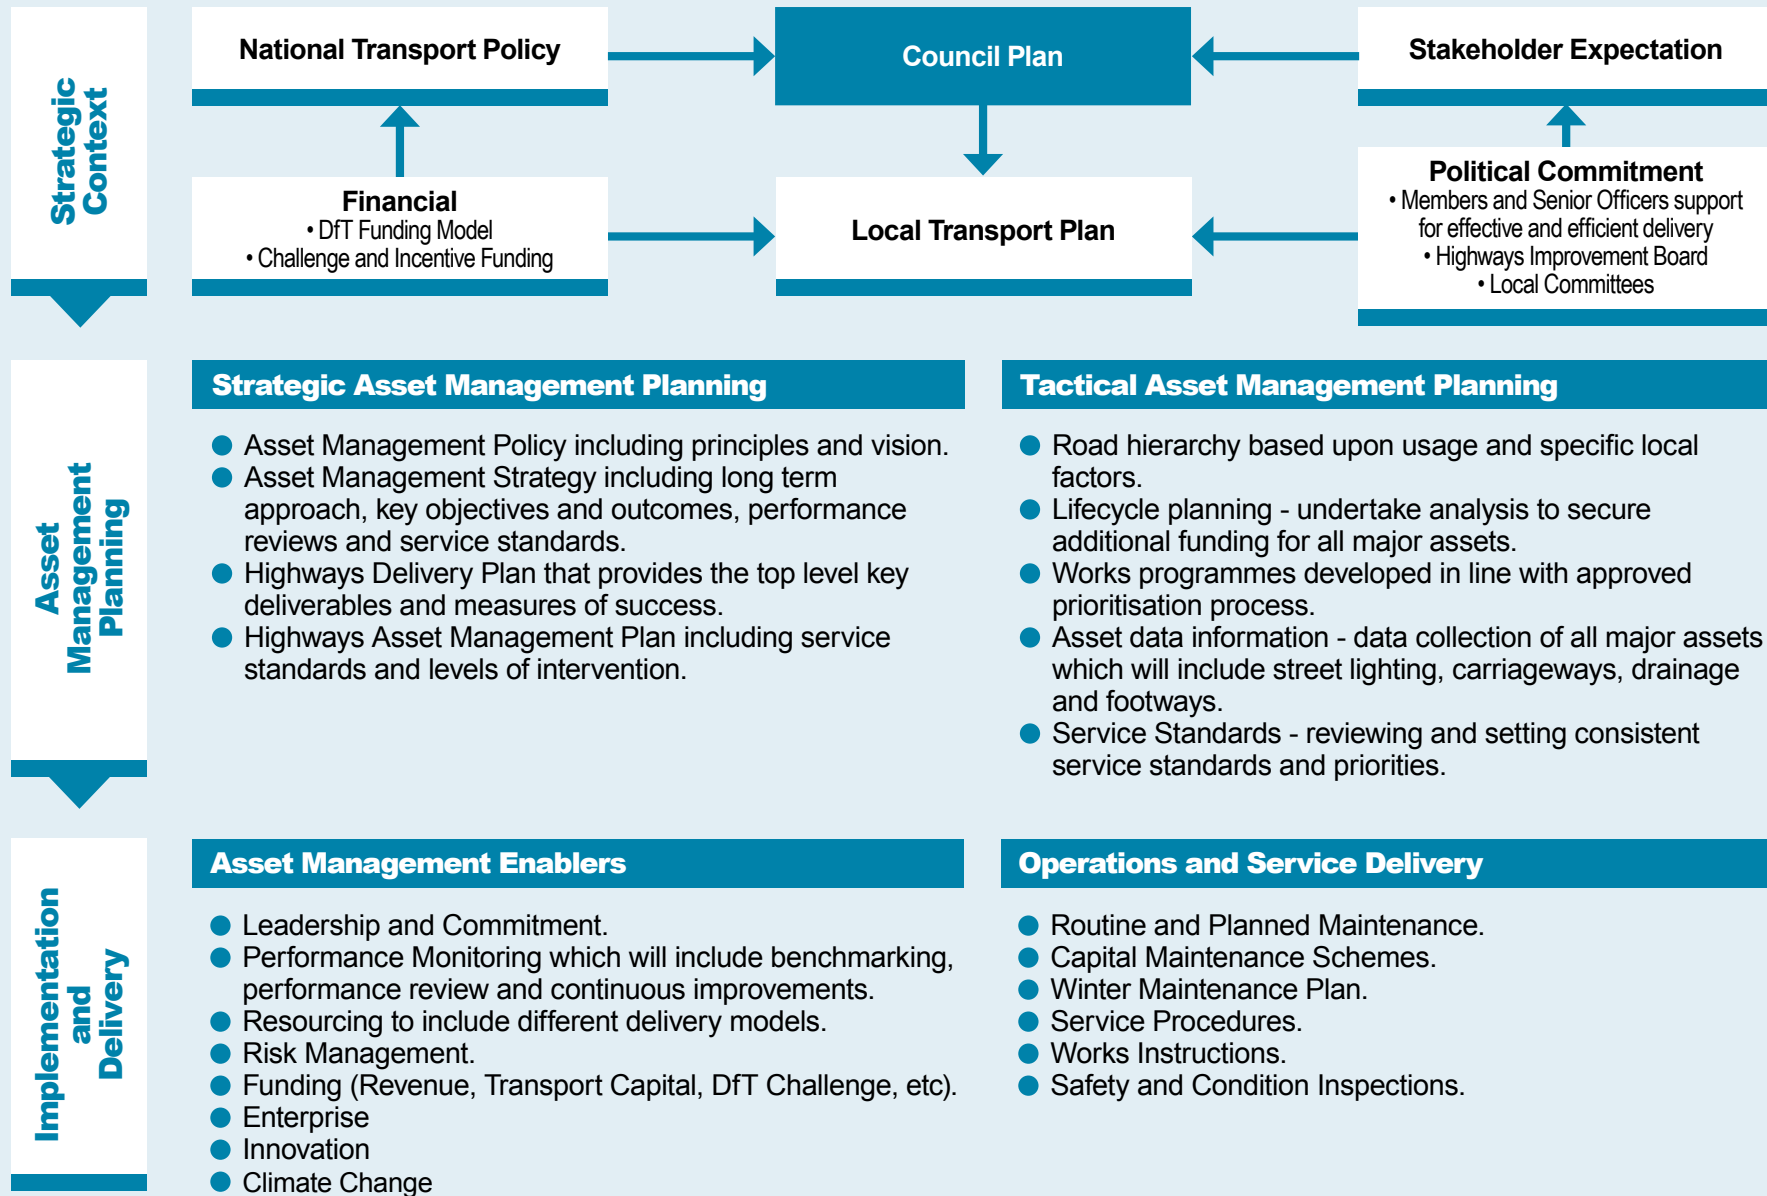 Strategic
Context
National Transport Policy
Council Plan
Stakeholder Expectation
Financial
• DfT Funding Model
• Challenge and Incentive Funding
Local Transport Plan
Political Commitment
• Members and Senior Officers support
for effective and efficient delivery
• Highways Improvement Board
• Local Committees
Asset
Management
Planning
Strategic Asset Management Planning
● Asset Management Policy including principles and vision.
● Asset Management Strategy including long term
approach, key objectives and outcomes, performance
reviews and service standards.
● Highways Delivery Plan that provides the top level key
deliverables and measures of success.
● Highways Asset Management Plan including service
standards and levels of intervention.
Tactical Asset Management Planning
● Road hierarchy based upon usage and specific local
factors.
● Lifecycle planning - undertake analysis to secure
additional funding for all major assets.
● Works programmes developed in line with approved
prioritisation process.
● Asset data information - data collection of all major assets
which will include street lighting, carriageways, drainage
and footways.
● Service Standards - reviewing and setting consistent
service standards and priorities.
Implementation
and
Delivery
Asset Management Enablers
● Leadership and Commitment.
● Performance Monitoring which will include benchmarking,
performance review and continuous improvements.
● Resourcing to include different delivery models.
● Risk Management.
● Funding (Revenue, Transport Capital, DfT Challenge, etc).
● Enterprise
● Innovation
● Climate Change
Operations and Service Delivery
● Routine and Planned Maintenance.
● Capital Maintenance Schemes.
● Winter Maintenance Plan.
● Service Procedures.
● Works Instructions.
● Safety and Condition Inspections.